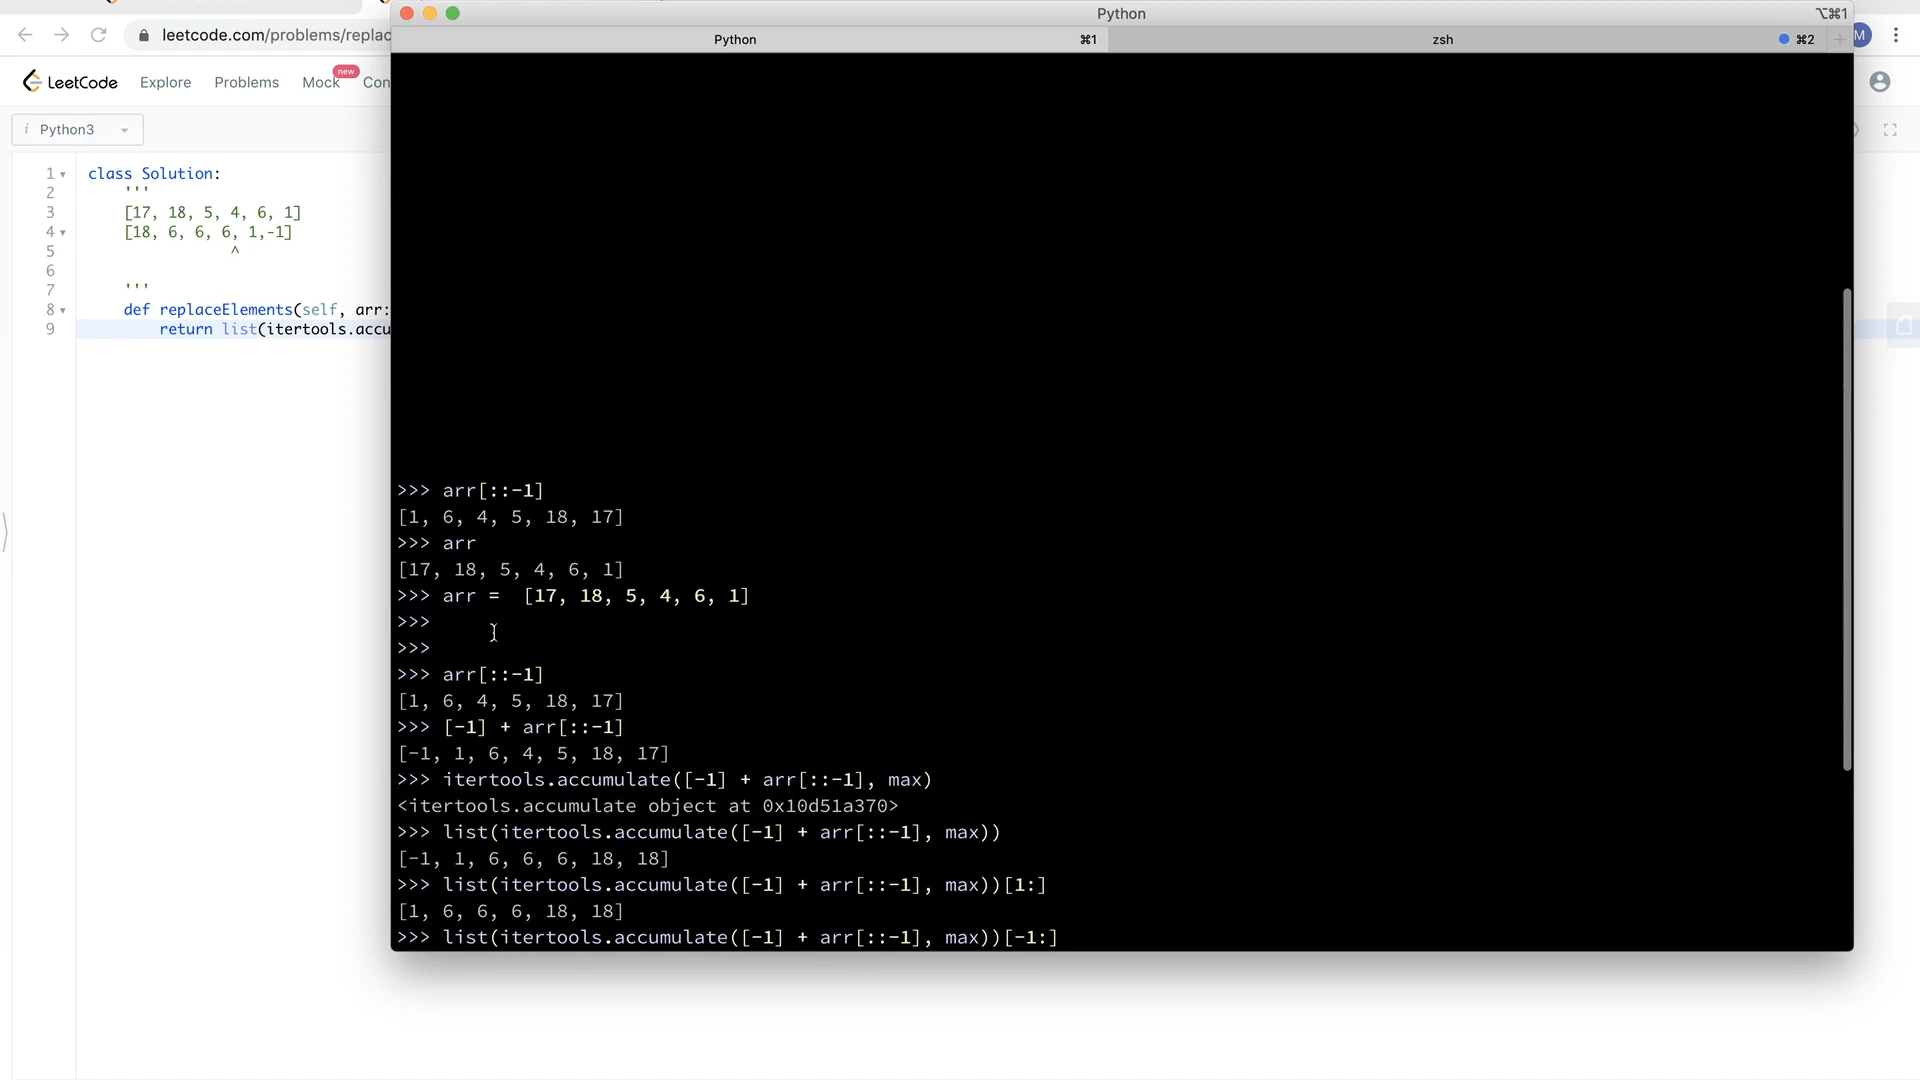 Python
⌥⌘1
Python ⌘1
zsh ⌘2
leetcode.com/problems/replac
M
LeetCode Explore Problems Mock new Con
i Python3
1 class Solution:
2 '''
3 [17, 18, 5, 4, 6, 1]
4 [18, 6, 6, 6, 1,-1]
5 ^
6
7 '''
8 def replaceElements(self, arr:
9 return list(itertools.accu
>>> arr[::-1]
[1, 6, 4, 5, 18, 17]
>>> arr
[17, 18, 5, 4, 6, 1]
>>> arr =  [17, 18, 5, 4, 6, 1]
>>>
>>>
>>> arr[::-1]
[1, 6, 4, 5, 18, 17]
>>> [-1] + arr[::-1]
[-1, 1, 6, 4, 5, 18, 17]
>>> itertools.accumulate([-1] + arr[::-1], max)
<itertools.accumulate object at 0x10d51a370>
>>> list(itertools.accumulate([-1] + arr[::-1], max))
[-1, 1, 6, 6, 6, 18, 18]
>>> list(itertools.accumulate([-1] + arr[::-1], max))[1:]
[1, 6, 6, 6, 18, 18]
>>> list(itertools.accumulate([-1] + arr[::-1], max))[-1:]